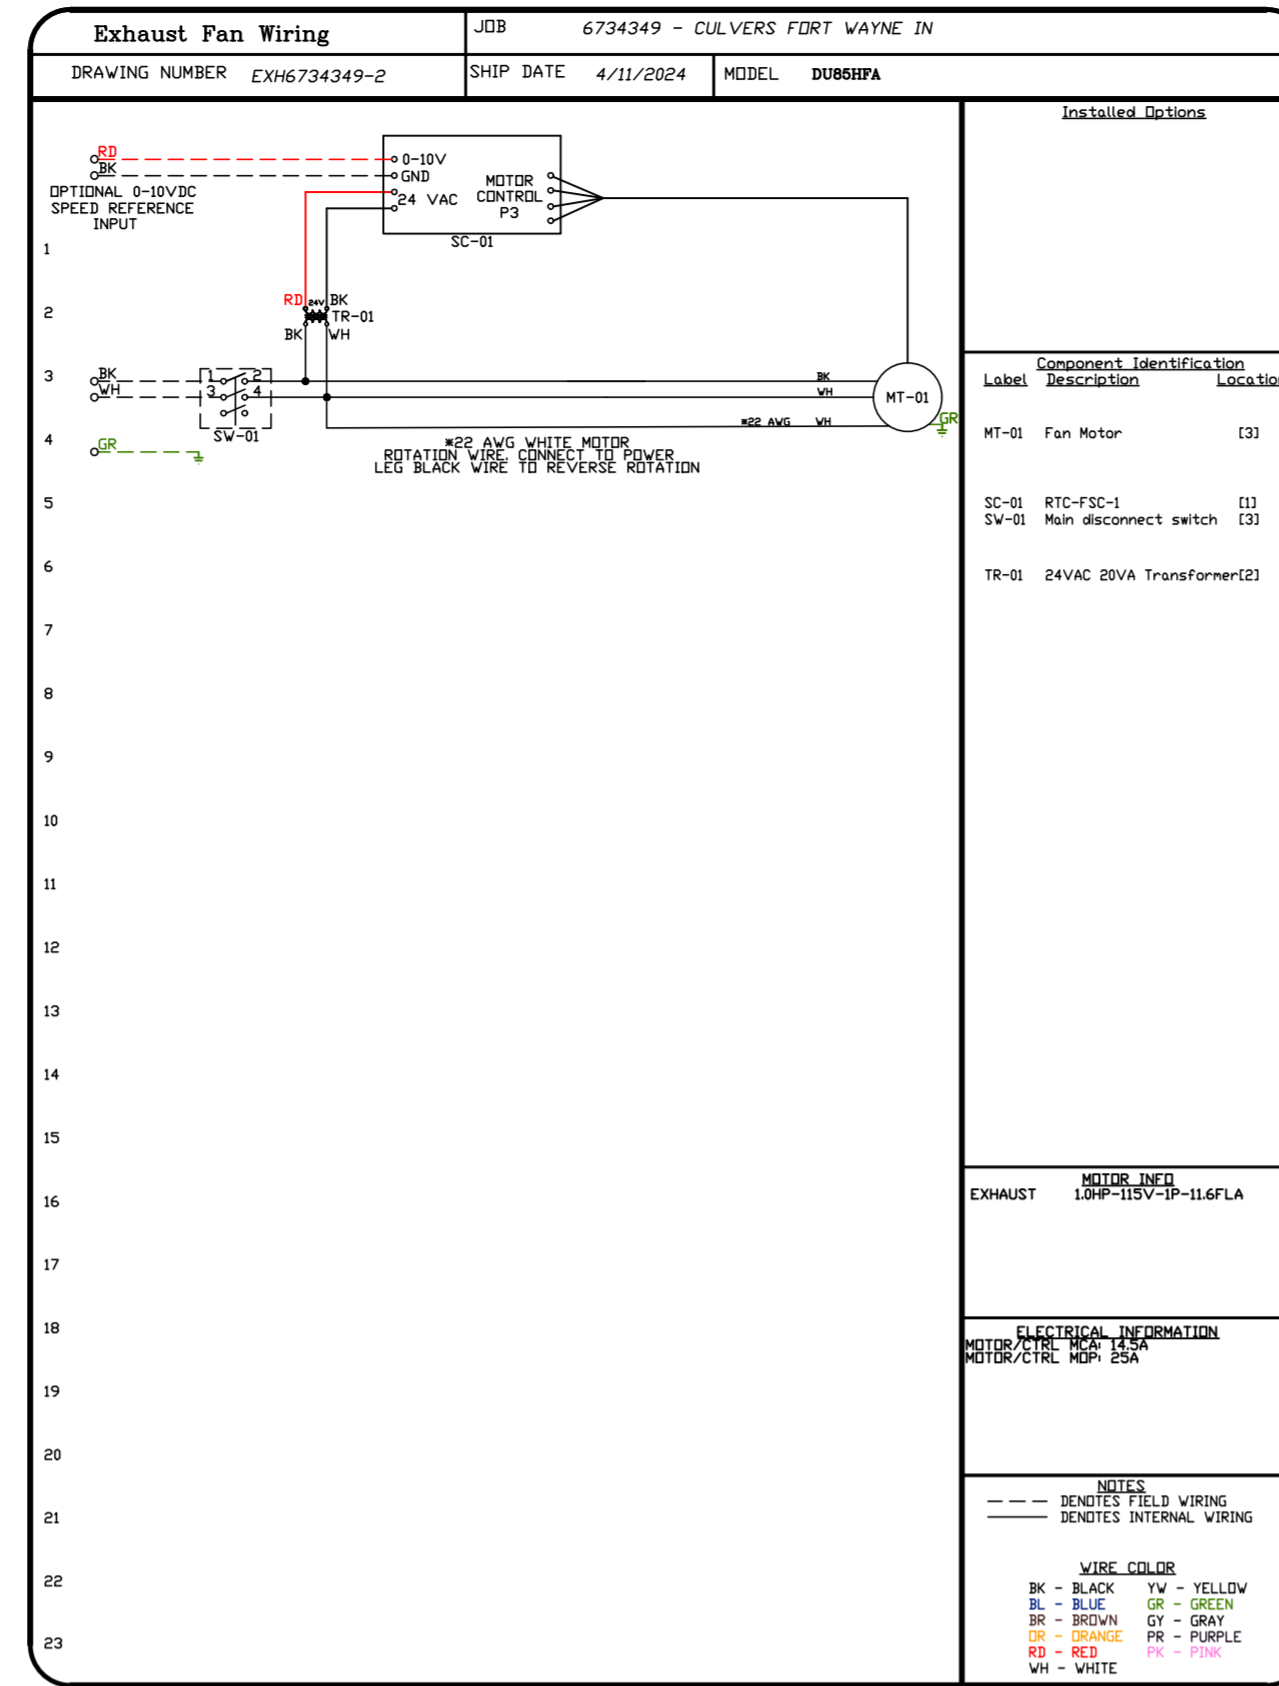 Exhaust Fan Wiring
JOB 6734349 - CULVERS FORT WAYNE IN
DRAWING NUMBER EXH6734349-2
SHIP DATE 4/11/2024
MODEL DU85HFA
RD
BK
OPTIONAL 0-10VDC
SPEED REFERENCE
INPUT
0-10V
GND
24 VAC
MOTOR
CONTROL
P3
SC-01
1
2
RD 24V BK
TR-01
BK WH
3
BK
WH
1 2
3 4
SW-01
BK
WH
MT-01
*22 AWG WH
GR
4
GR
*22 AWG WHITE MOTOR
ROTATION WIRE. CONNECT TO POWER
LEG BLACK WIRE TO REVERSE ROTATION
5
6
7
8
9
10
11
12
13
14
15
16
17
18
19
20
21
22
23
Installed Options
Component Identification
Label Description Location
MT-01 Fan Motor [3]
SC-01 RTC-FSC-1 [1]
SW-01 Main disconnect switch [3]
TR-01 24VAC 20VA Transformer[2]
MOTOR INFO
EXHAUST 1.0HP-115V-1P-11.6FLA
ELECTRICAL INFORMATION
MOTOR/CTRL MCA: 14.5A
MOTOR/CTRL MOP: 25A
NOTES
DENOTES FIELD WIRING
DENOTES INTERNAL WIRING
WIRE COLOR
BK - BLACK YW - YELLOW
BL - BLUE GR - GREEN
BR - BROWN GY - GRAY
OR - ORANGE PR - PURPLE
RD - RED PK - PINK
WH - WHITE